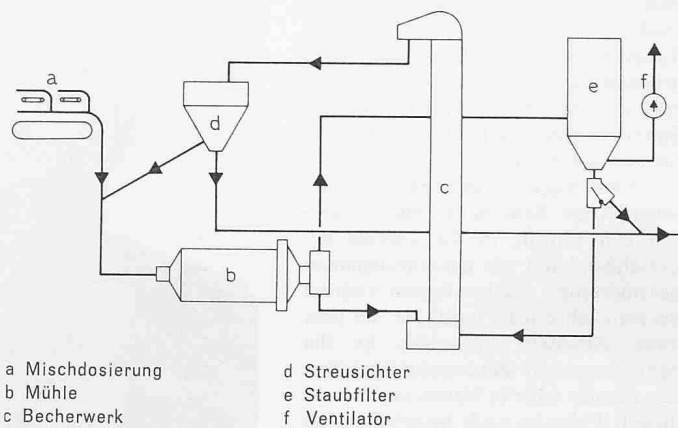 a
d
e
f
c
b
a Mischdosierung
b Mühle
c Becherwerk
d Streusichter
e Staubfilter
f Ventilator